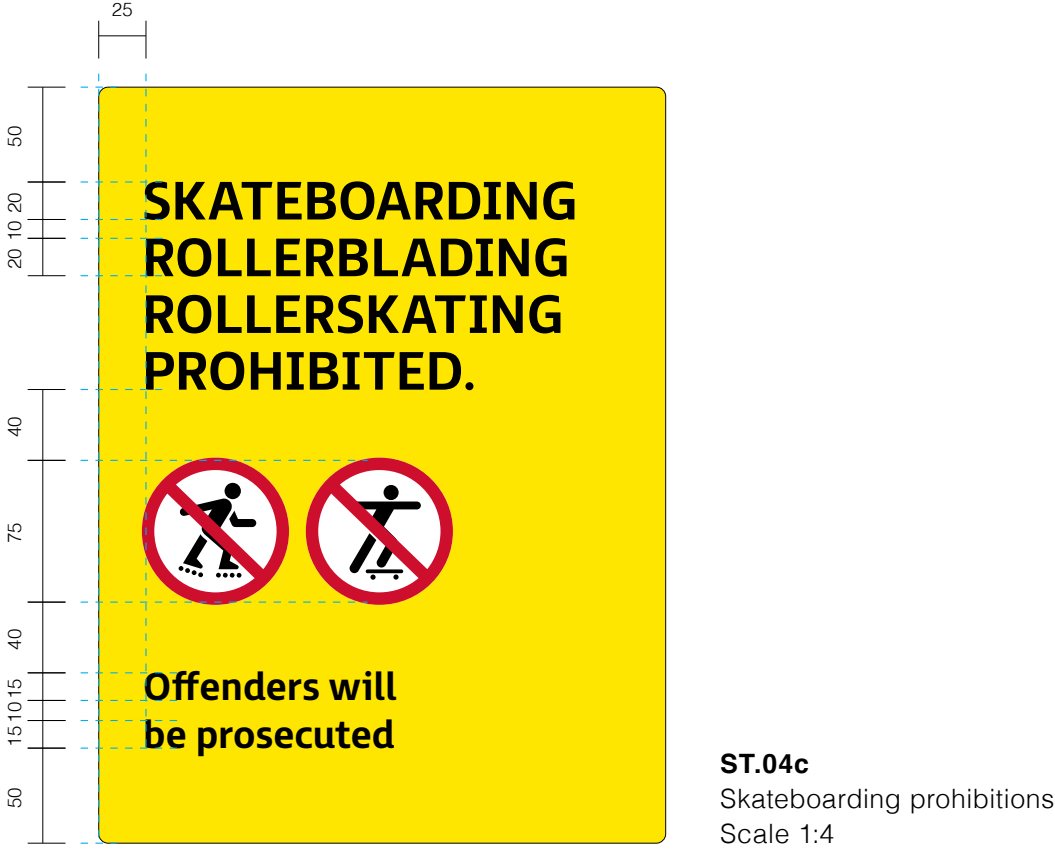 25
50
20
10
20
40
75
40
15
10
15
50
SKATEBOARDING
ROLLERBLADING
ROLLERSKATING
PROHIBITED.
Offenders will
be prosecuted
ST.04c
Skateboarding prohibitions
Scale 1:4